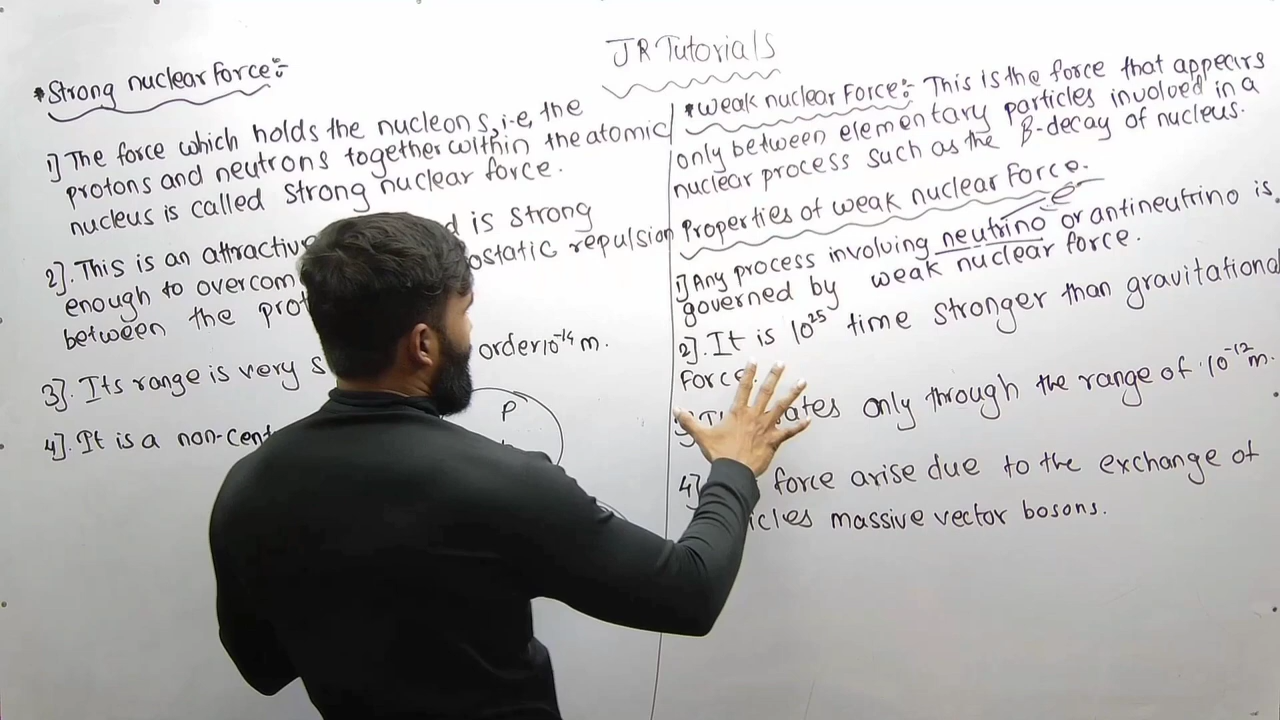 JR Tutorials
*Strong nuclear Force:-
1] The force which holds the nucleons, i-e, the
protons and neutrons together within the atomic
nucleus is called strong nuclear force.
2]. This is an attractive is strong
enough to overcom ostatic repulsion
between the prot
3]. Its range is very s order 10⁻¹⁴ m.
4]. It is a non-cent
P
*Weak nuclear Force:- This is the force that appears
only between elementary particles involved in a
nuclear process such as the β-decay of nucleus.
Properties of weak nuclear Force.
e⁻
1] Any process involving neutrino or antineutrino is
governed by weak nuclear force.
2]. It is 10²⁵ time stronger than gravitational
Force
ates only through the range of 10⁻¹² m.
4] force arise due to the exchange of
icles massive vector bosons.